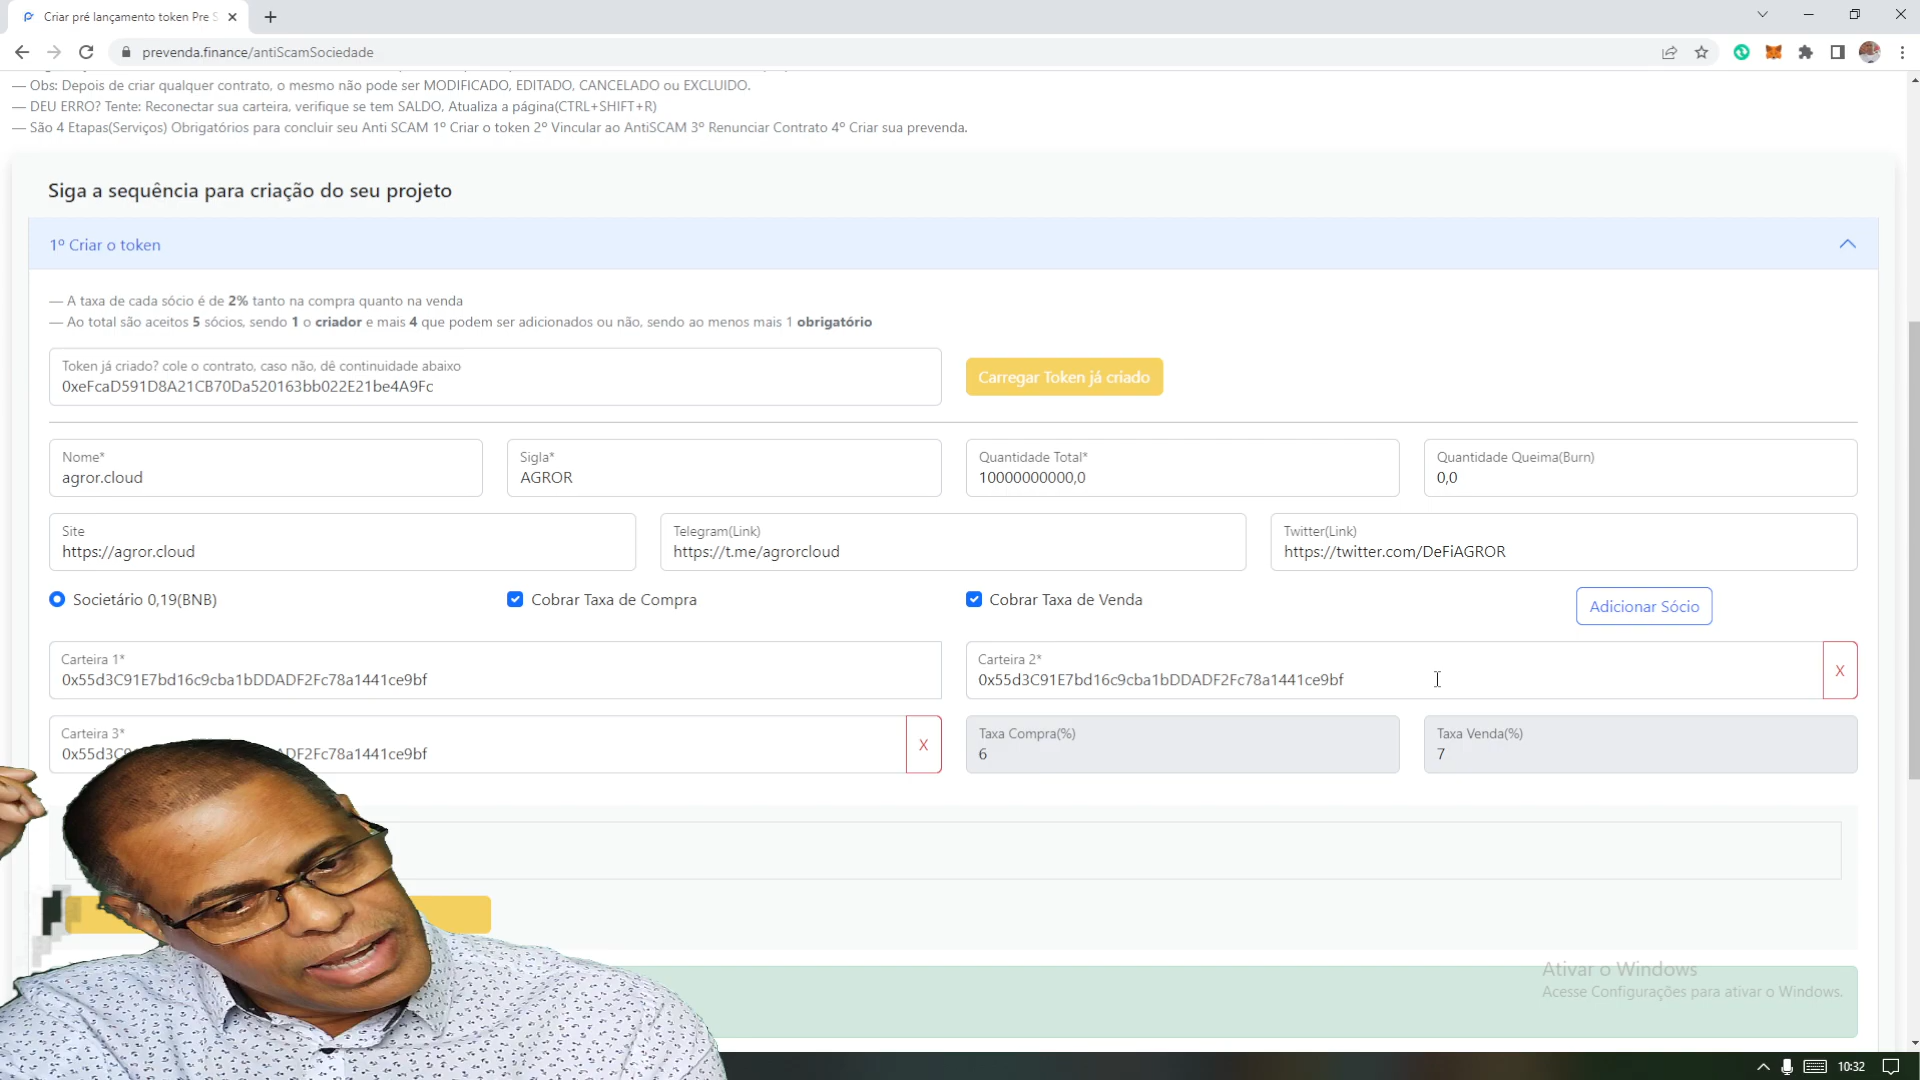 Criar pré lançamento token Pre S
prevenda.finance/antiScamSociedade
— Obs: Depois de criar qualquer contrato, o mesmo não pode ser MODIFICADO, EDITADO, CANCELADO ou EXCLUIDO.
— DEU ERRO? Tente: Reconectar sua carteira, verifique se tem SALDO, Atualiza a página(CTRL+SHIFT+R)
— São 4 Etapas(Serviços) Obrigatórios para concluir seu Anti SCAM 1º Criar o token 2º Vincular ao AntiSCAM 3º Renunciar Contrato 4º Criar sua prevenda.
Siga a sequência para criação do seu projeto
1º Criar o token
— A taxa de cada sócio é de 2% tanto na compra quanto na venda
— Ao total são aceitos 5 sócios, sendo 1 o criador e mais 4 que podem ser adicionados ou não, sendo ao menos mais 1 obrigatório
Token já criado? cole o contrato, caso não, dê continuidade abaixo
0xeFcaD591D8A21CB70Da520163bb022E21be4A9Fc
Carregar Token já criado
Nome*
agror.cloud
Sigla*
AGROR
Quantidade Total*
10000000000,0
Quantidade Queima(Burn)
0,0
Site
https://agror.cloud
Telegram(Link)
https://t.me/agrorcloud
Twitter(Link)
https://twitter.com/DeFiAGROR
Societário 0,19(BNB)
Cobrar Taxa de Compra
Cobrar Taxa de Venda
Adicionar Sócio
Carteira 1*
0x55d3C91E7bd16c9cba1bDDADF2Fc78a1441ce9bf
Carteira 2*
0x55d3C91E7bd16c9cba1bDDADF2Fc78a1441ce9bf
X
Carteira 3*
0x55d3C9 DF2Fc78a1441ce9bf
X
Taxa Compra(%)
6
Taxa Venda(%)
7
Ativar o Windows
Acesse Configurações para ativar o Windows.
10:32